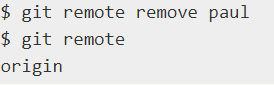 $ git remote remove paul
$ git remote
origin